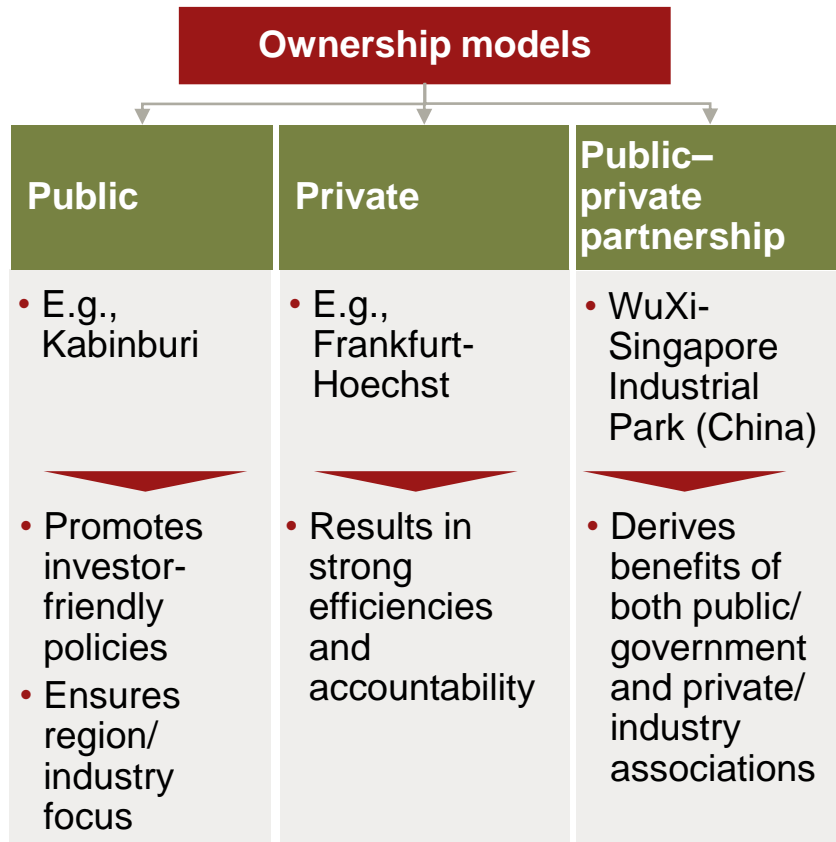 Ownership models
Public
Private
Public–
private
partnership
• E.g.,
Kabinburi
• E.g.,
Frankfurt-
Hoechst
• WuXi-
Singapore
Industrial
Park (China)
• Promotes
investor-
friendly
policies
• Ensures
region/
industry
focus
• Results in
strong
efficiencies
and
accountability
• Derives
benefits of
both public/
government
and private/
industry
associations